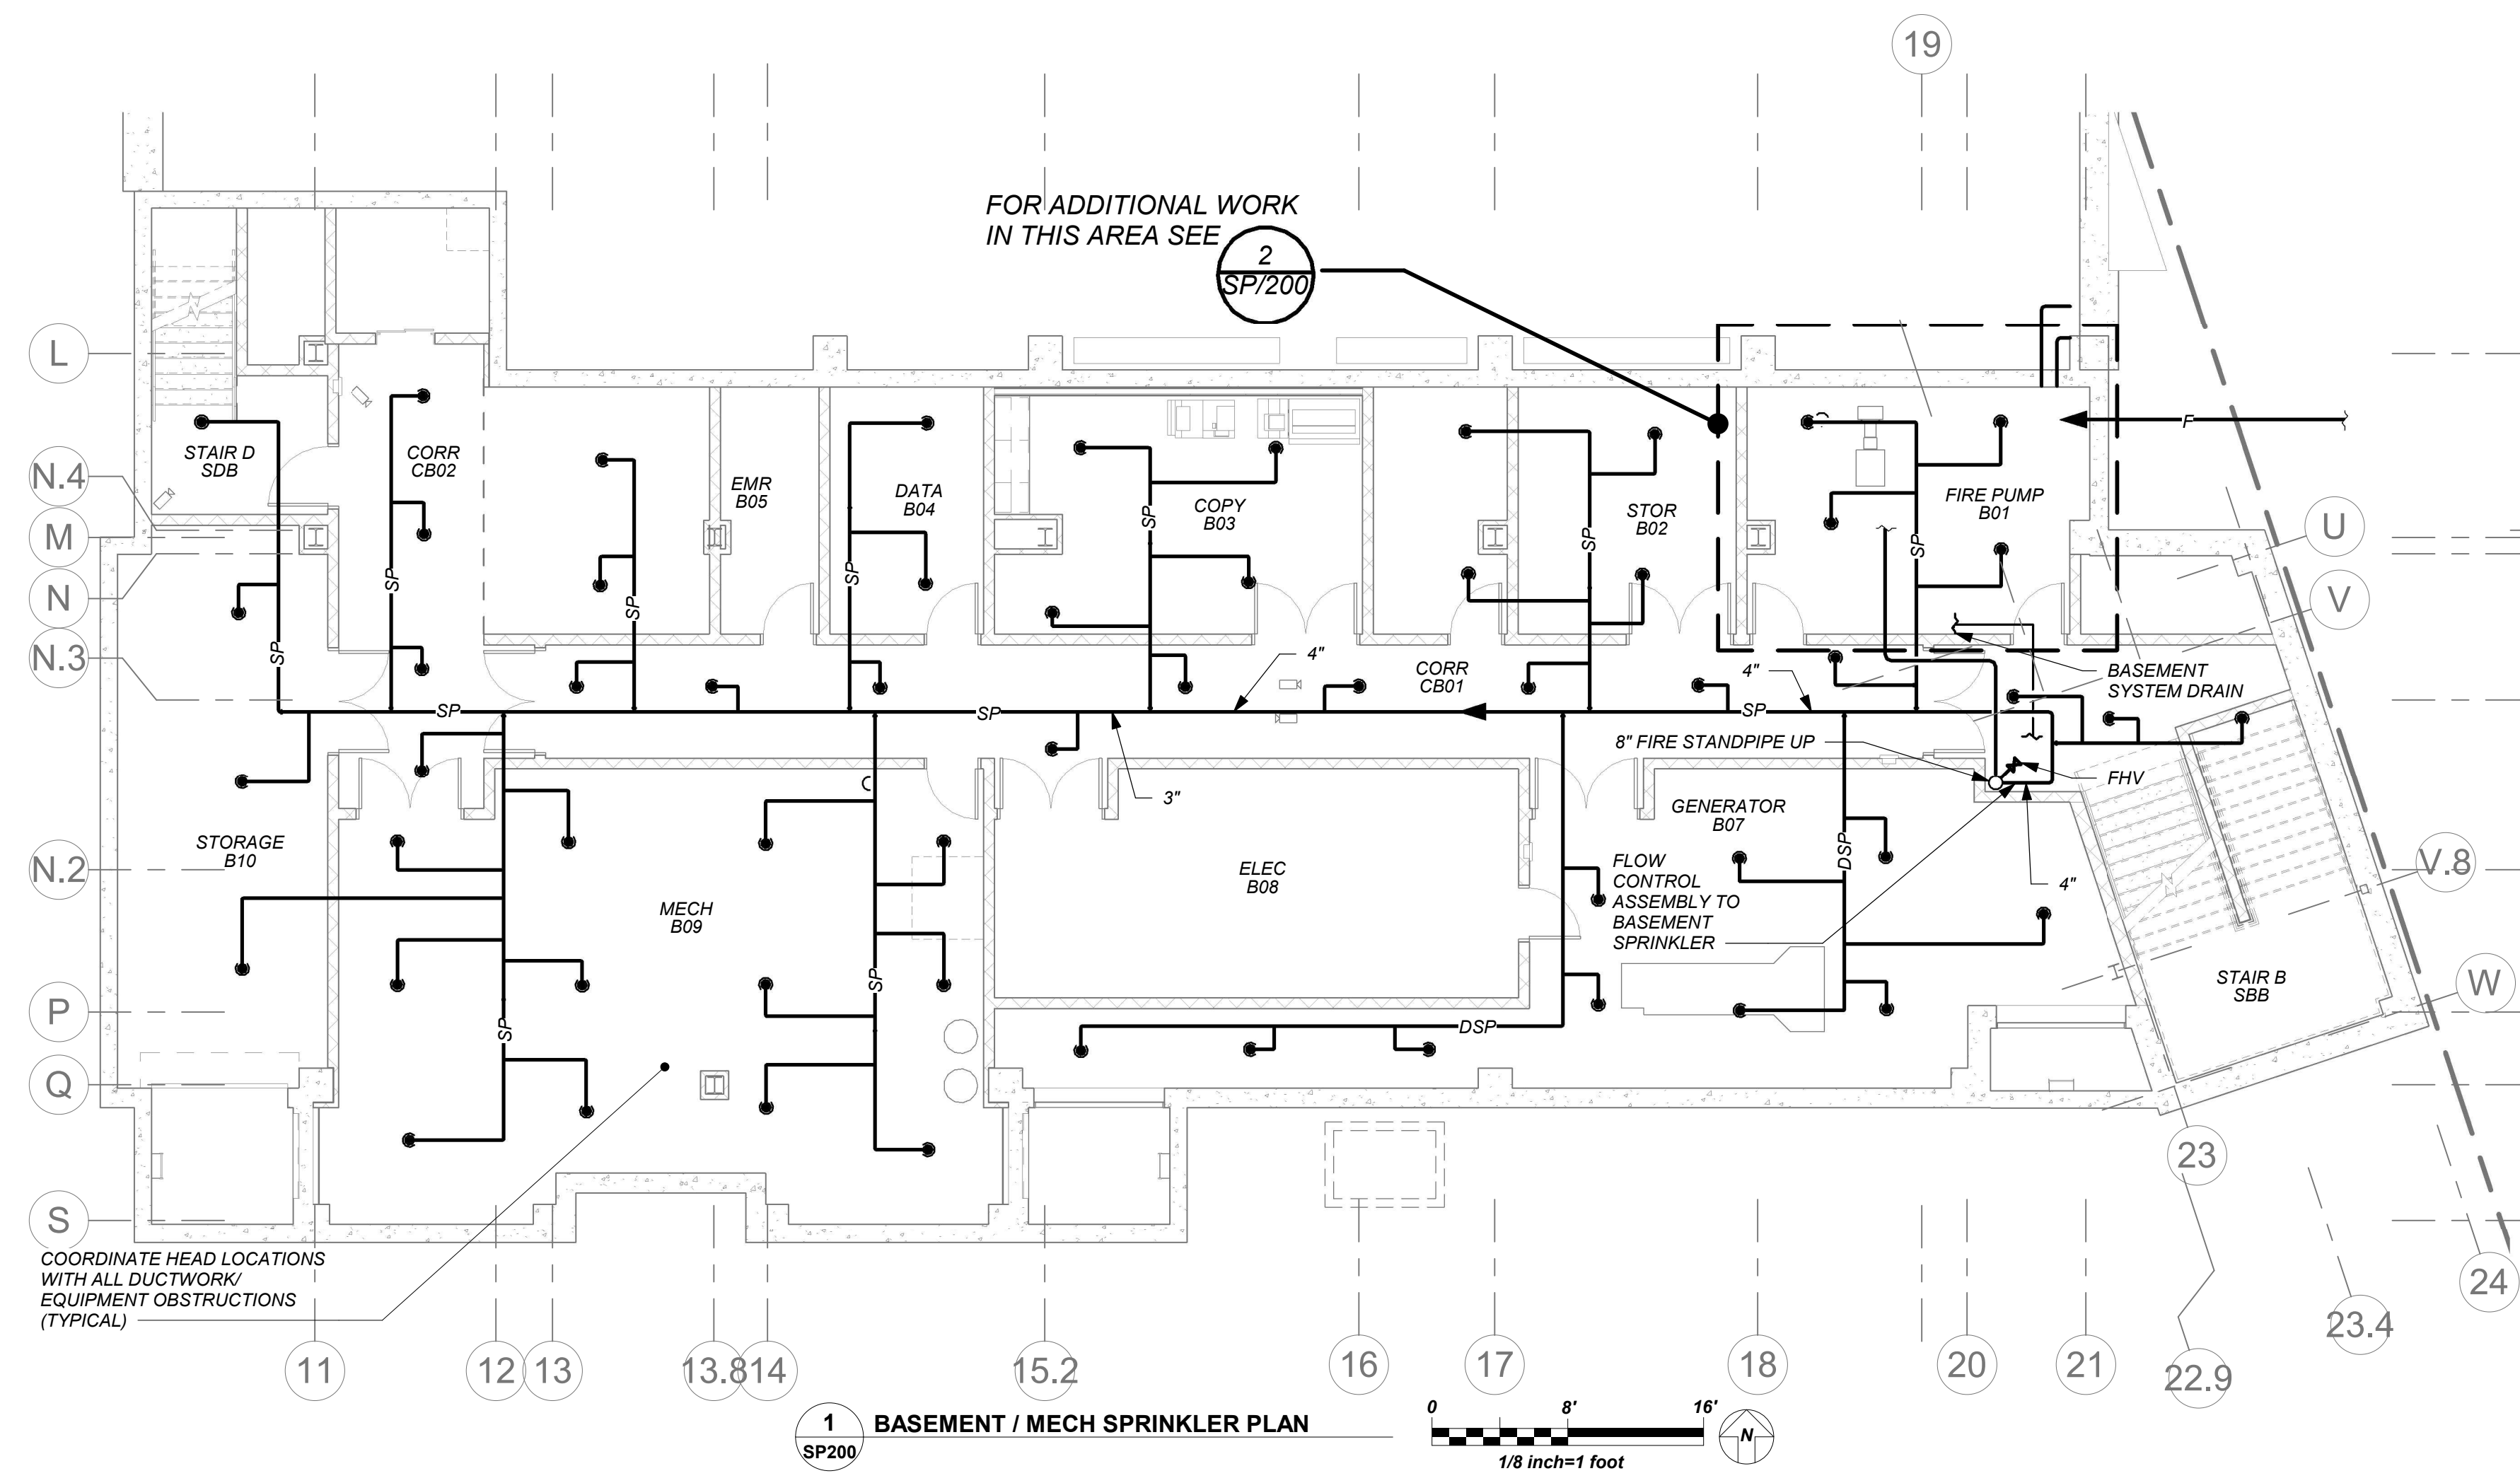 19
FOR ADDITIONAL WORK
IN THIS AREA SEE
2
SP/200
L
N.4
M
N
N.3
N.2
P
Q
S
U
V
V.8
W
F
STAIR D
SDB
CORR
CB02
EMR
B05
DATA
B04
COPY
B03
STOR
B02
FIRE PUMP
B01
SP
SP
SP
SP
SP
SP
SP
SP
SP
SP
4"
CORR
CB01
4"
BASEMENT
SYSTEM DRAIN
8" FIRE STANDPIPE UP
FHV
3"
4"
STORAGE
B10
MECH
B09
ELEC
B08
GENERATOR
B07
FLOW
CONTROL
ASSEMBLY TO
BASEMENT
SPRINKLER
DSP
SP
SP
DSP
STAIR B
SBB
COORDINATE HEAD LOCATIONS
WITH ALL DUCTWORK/
EQUIPMENT OBSTRUCTIONS
(TYPICAL)
11
12
13
13.8
14
15.2
16
17
18
20
21
22.9
23
23.4
24
1
SP200
BASEMENT / MECH SPRINKLER PLAN
0 8' 16'
1/8 inch=1 foot
N